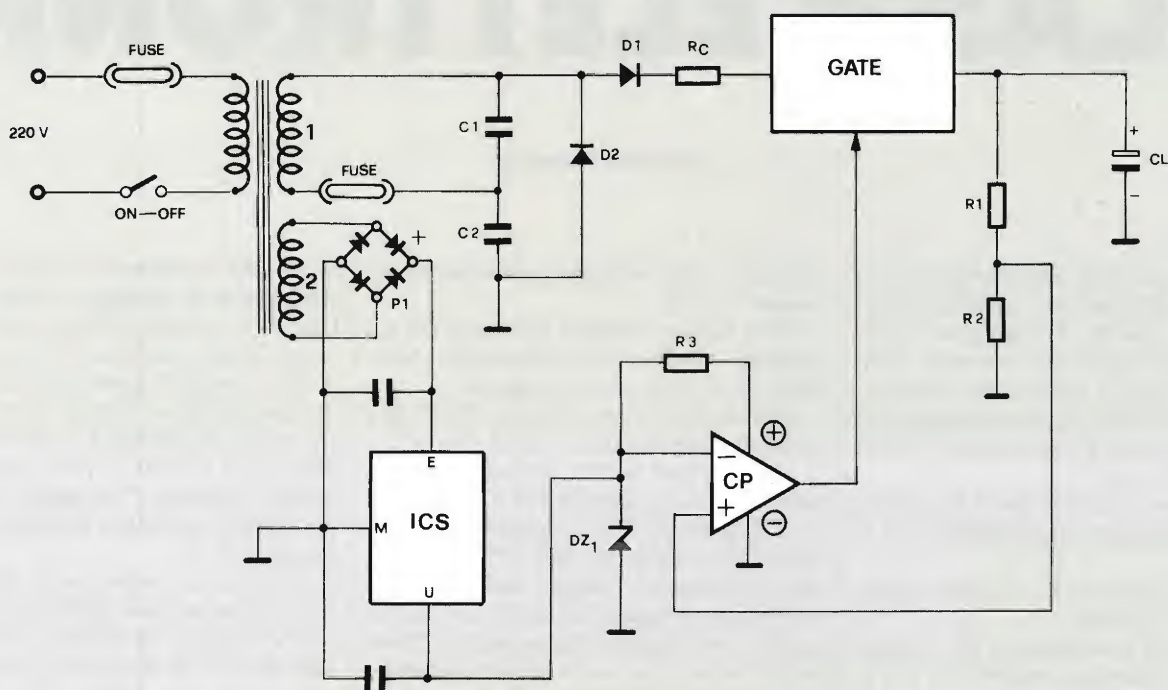 FUSE
220 V
ON—OFF
1
2
FUSE
C1
C2
D2
D1
RC
GATE
+
CL
−
R1
R2
+
P1
E
M
ICS
U
R3
DZ1
−
CP
+
+
−